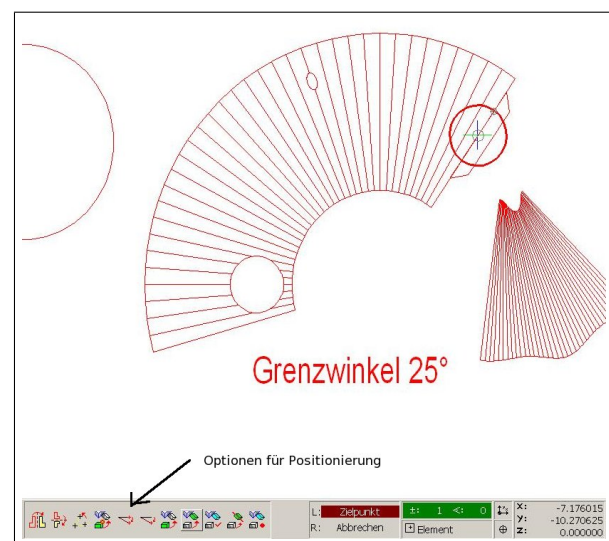 Grenzwinkel 25°
Optionen für Positionierung
L: Zielpunkt ±: 1 <: 0 X: -7.176015
Y: -10.270625
R: Abbrechen + Element Z: 0.000000